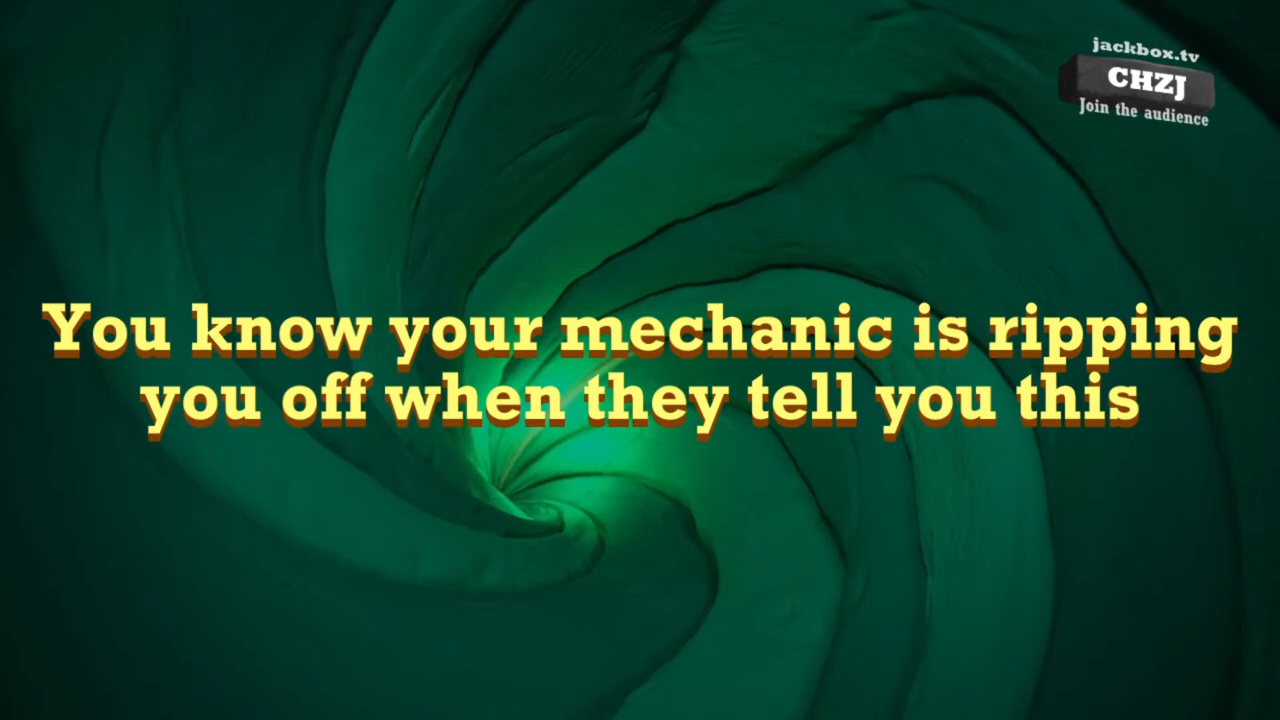 jackbox.tv
CHZJ
Join the audience
You know your mechanic is ripping
you off when they tell you this